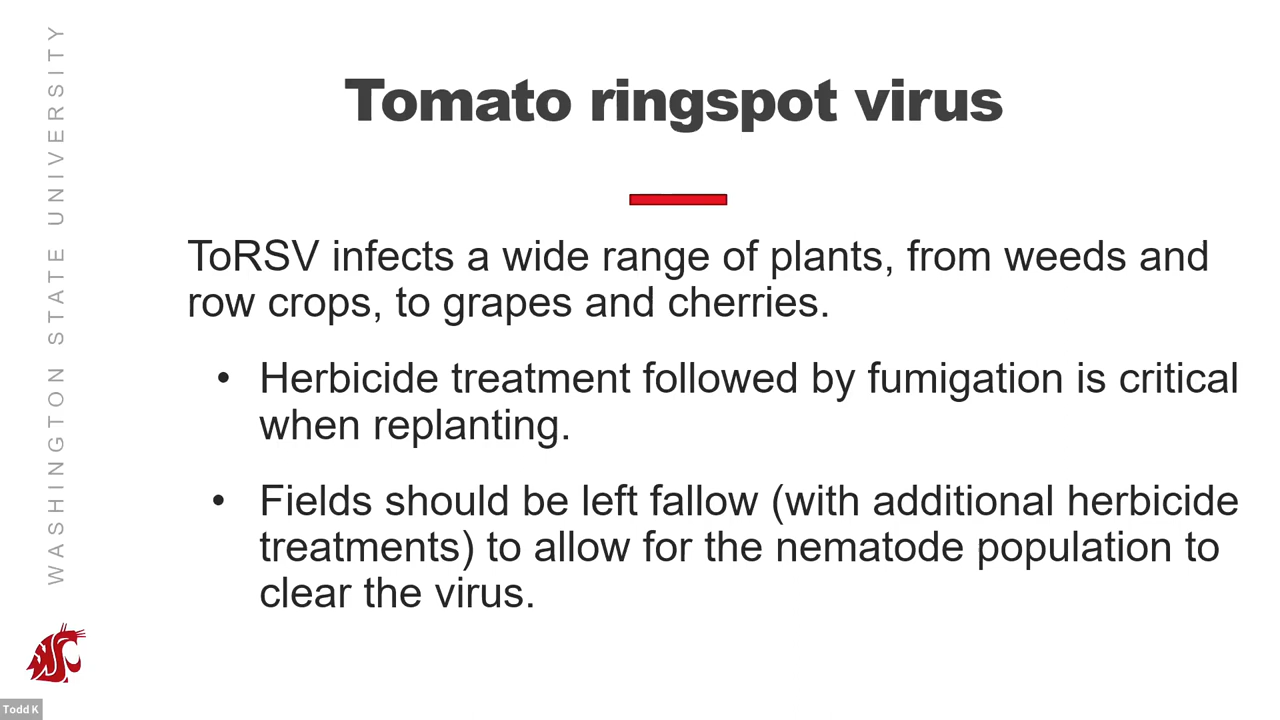 WASHINGTON STATE UNIVERSITY
Tomato ringspot virus
ToRSV infects a wide range of plants, from weeds and
row crops, to grapes and cherries.
• Herbicide treatment followed by fumigation is critical
when replanting.
• Fields should be left fallow (with additional herbicide
treatments) to allow for the nematode population to
clear the virus.
Todd K